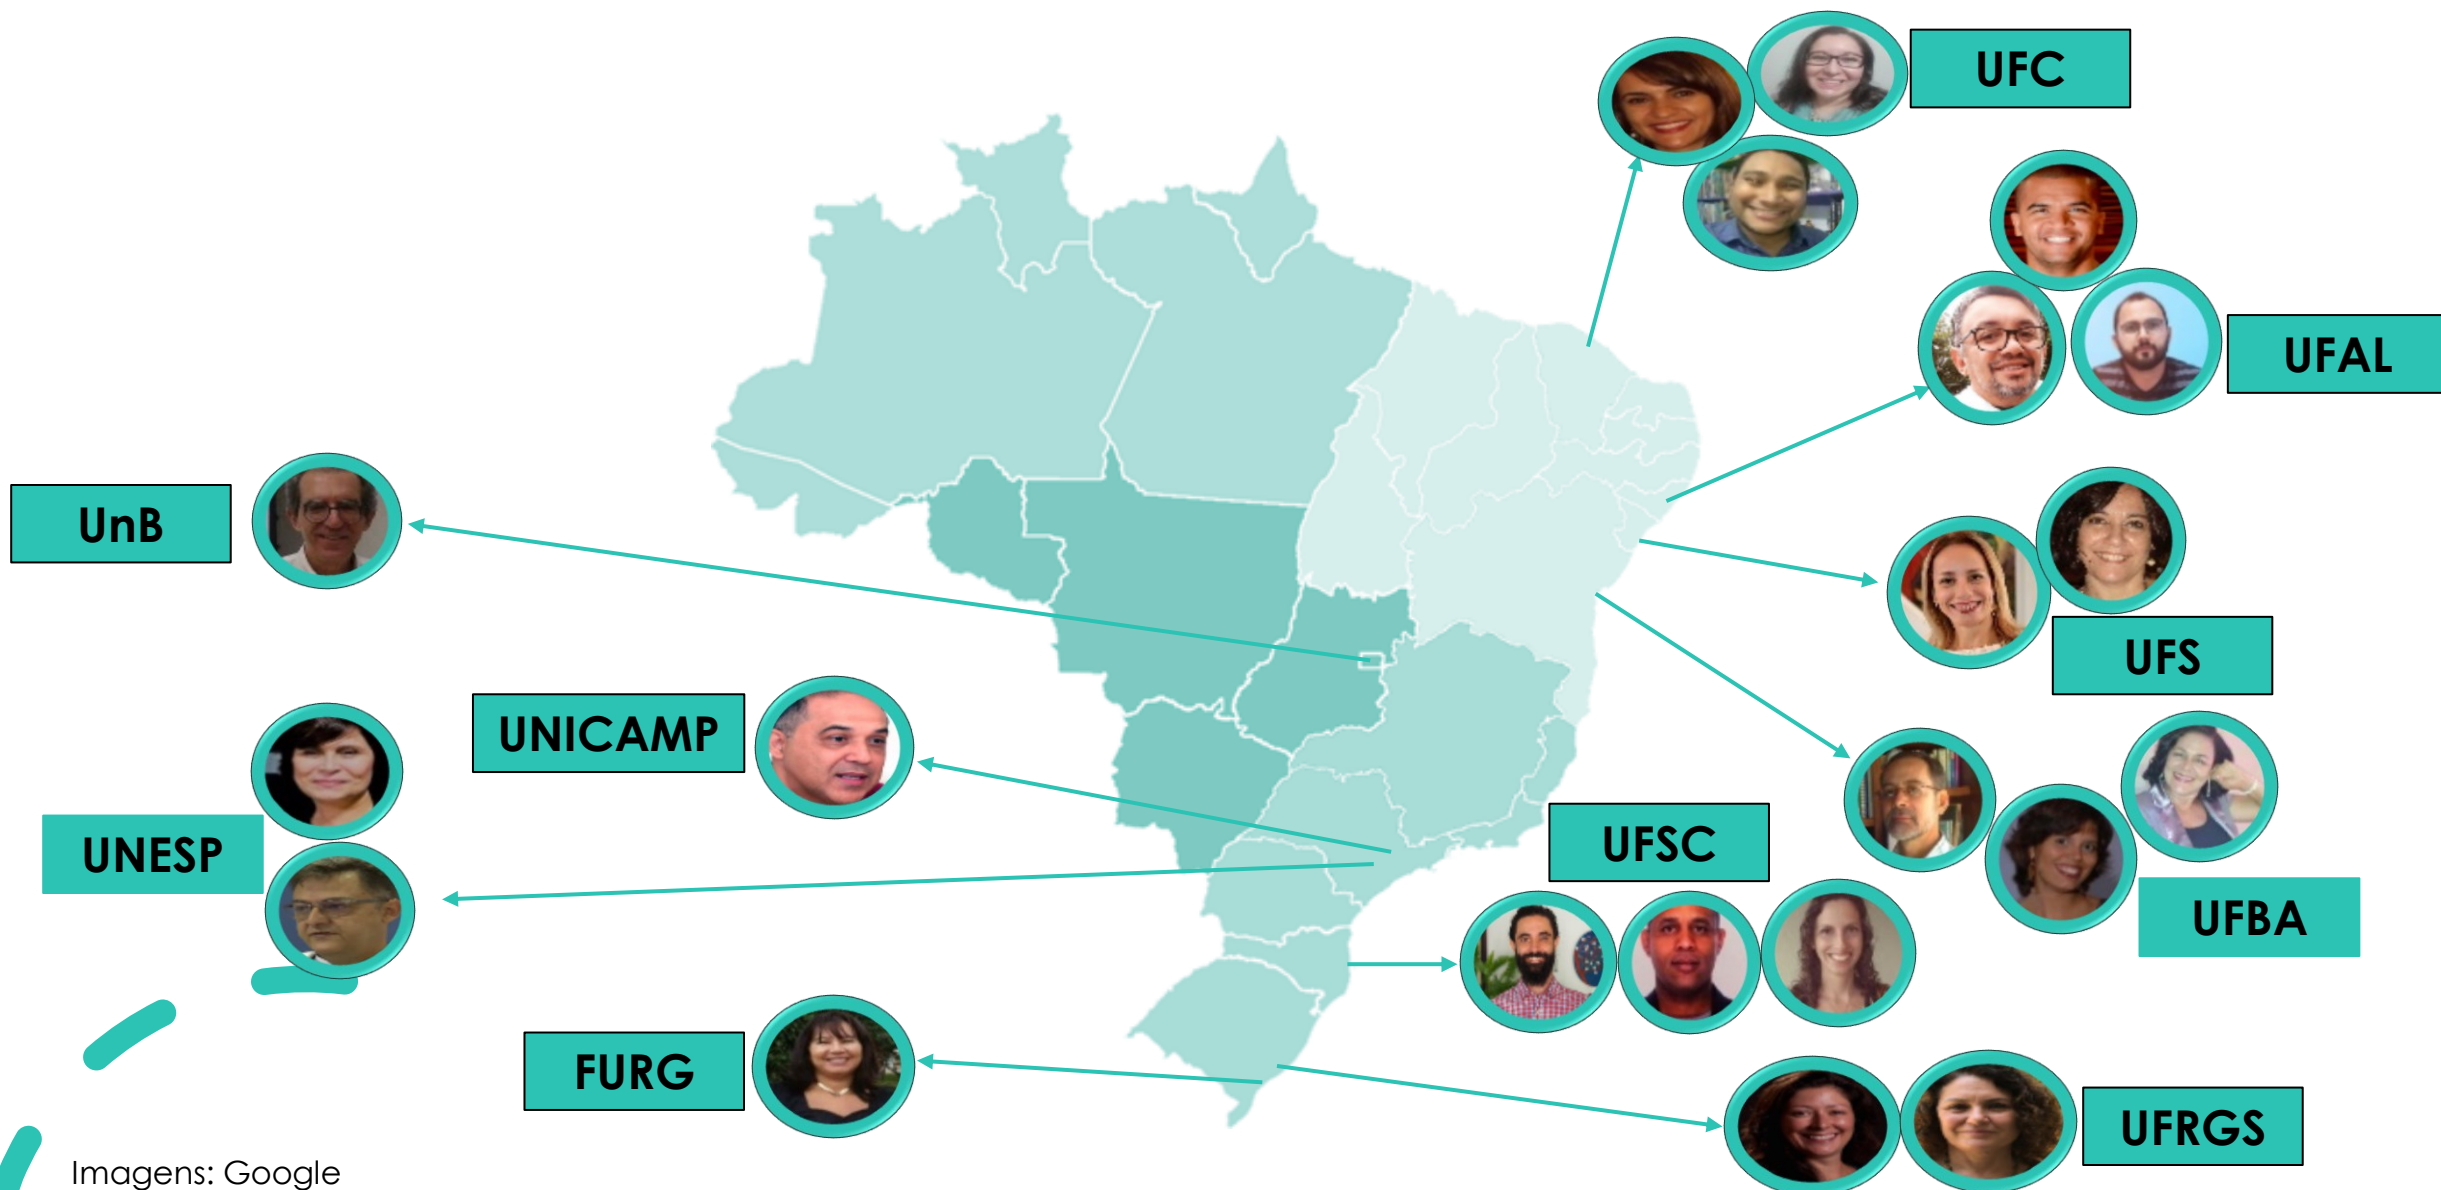 UFC
UFAL
UnB
UFS
UNICAMP
UNESP
UFSC
UFBA
FURG
UFRGS
Imagens: Google